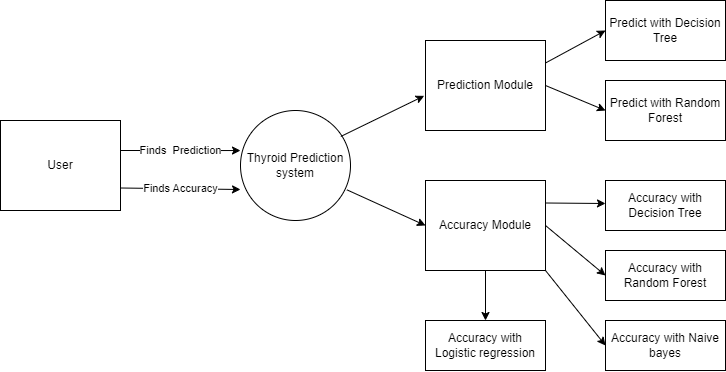 User
Finds  Prediction
Finds Accuracy
Thyroid Prediction
system
Prediction Module
Predict with Decision
Tree
Predict with Random
Forest
Accuracy Module
Accuracy with
Decision Tree
Accuracy with
Random Forest
Accuracy with Naive
bayes
Accuracy with
Logistic regression